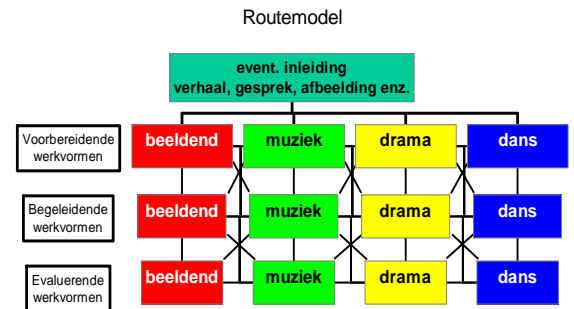 Routemodel
event. inleiding
verhaal, gesprek, afbeelding enz.
Voorbereidende
werkvormen
beeldend
muziek
drama
dans
Begeleidende
werkvormen
beeldend
muziek
drama
dans
Evaluerende
werkvormen
beeldend
muziek
drama
dans